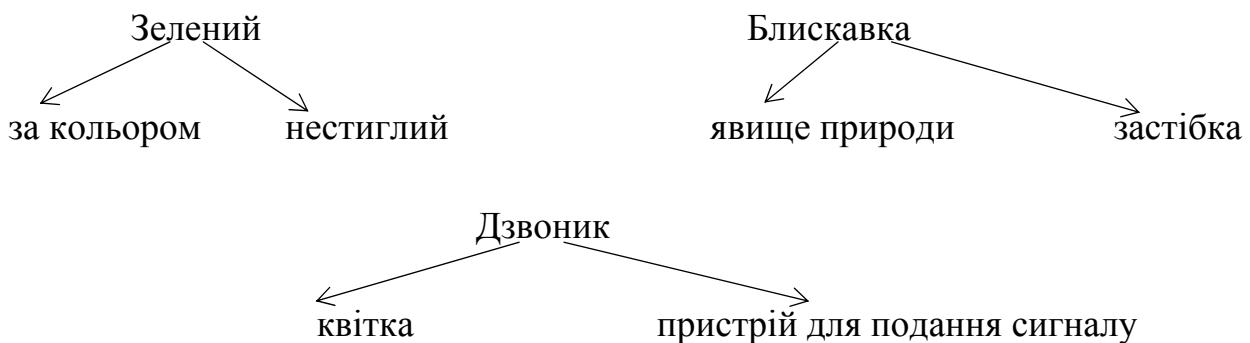 Зелений Блискавка
за кольором нестиглий явище природи застібка
Дзвоник
квітка пристрій для подання сигналу